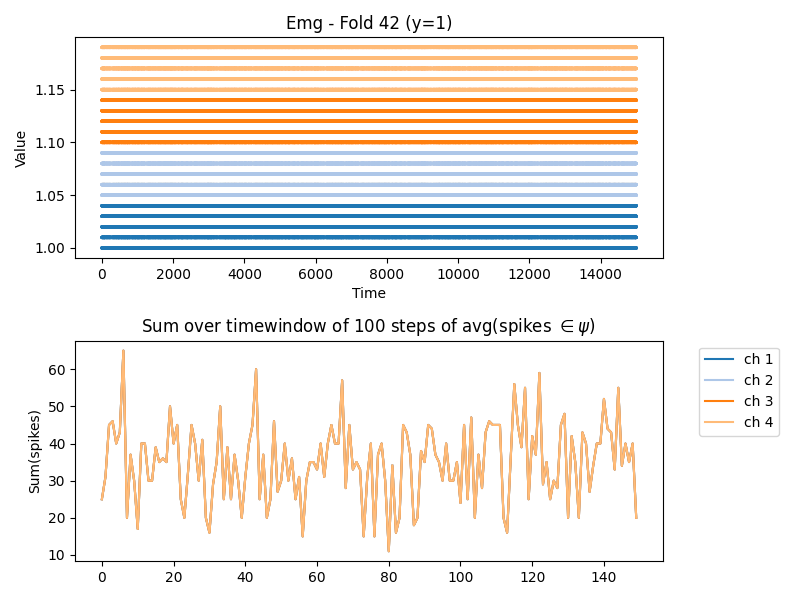 Emg - Fold 42 (y=1)
Value
1.15
1.10
1.05
1.00
0 2000 4000 6000 8000 10000 12000 14000
Time
Sum over timewindow of 100 steps of avg(spikes ∈ψ)
Sum(spikes)
60
50
40
30
20
10
0 20 40 60 80 100 120 140
ch 1
ch 2
ch 3
ch 4